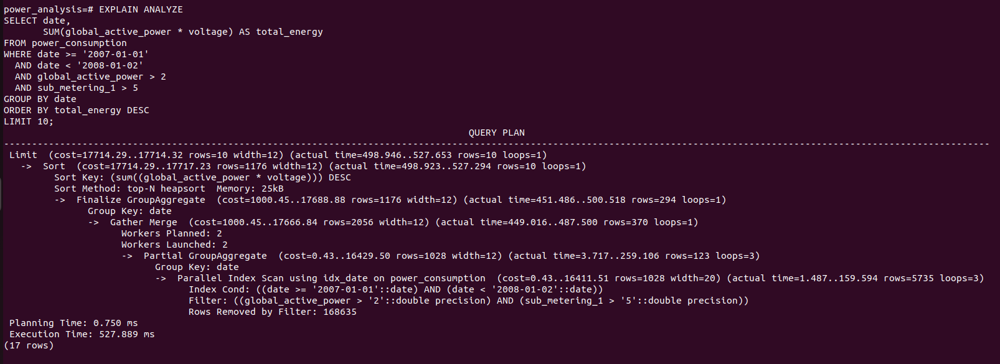 power_analysis=# EXPLAIN ANALYZE
SELECT date,
       SUM(global_active_power * voltage) AS total_energy
FROM power_consumption
WHERE date >= '2007-01-01'
  AND date < '2008-01-02'
  AND global_active_power > 2
  AND sub_metering_1 > 5
GROUP BY date
ORDER BY total_energy DESC
LIMIT 10;
QUERY PLAN
--------------------------------------------------------------------------------------------------------------------------------------------------------------------------------
 Limit  (cost=17714.29..17714.32 rows=10 width=12) (actual time=498.946..527.653 rows=10 loops=1)
   ->  Sort  (cost=17714.29..17717.23 rows=1176 width=12) (actual time=498.923..527.294 rows=10 loops=1)
         Sort Key: (sum((global_active_power * voltage))) DESC
         Sort Method: top-N heapsort  Memory: 25kB
         ->  Finalize GroupAggregate  (cost=1000.45..17688.88 rows=1176 width=12) (actual time=451.486..500.518 rows=294 loops=1)
               Group Key: date
               ->  Gather Merge  (cost=1000.45..17666.84 rows=2056 width=12) (actual time=449.016..487.500 rows=370 loops=1)
                     Workers Planned: 2
                     Workers Launched: 2
                     ->  Partial GroupAggregate  (cost=0.43..16429.50 rows=1028 width=12) (actual time=3.717..259.106 rows=123 loops=3)
                           Group Key: date
                           ->  Parallel Index Scan using idx_date on power_consumption  (cost=0.43..16411.51 rows=1028 width=20) (actual time=1.487..159.594 rows=5735 loops=3)
                                 Index Cond: ((date >= '2007-01-01'::date) AND (date < '2008-01-02'::date))
                                 Filter: ((global_active_power > '2'::double precision) AND (sub_metering_1 > '5'::double precision))
                                 Rows Removed by Filter: 168635
 Planning Time: 0.750 ms
 Execution Time: 527.889 ms
(17 rows)